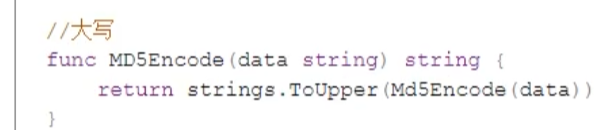 //大写
func MD5Encode(data string) string {
    return strings.ToUpper(Md5Encode(data))
}